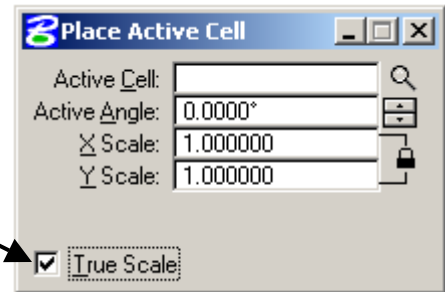 Place Active Cell
Active Cell:
Active Angle: 0.0000°
X Scale: 1.000000
Y Scale: 1.000000
True Scale